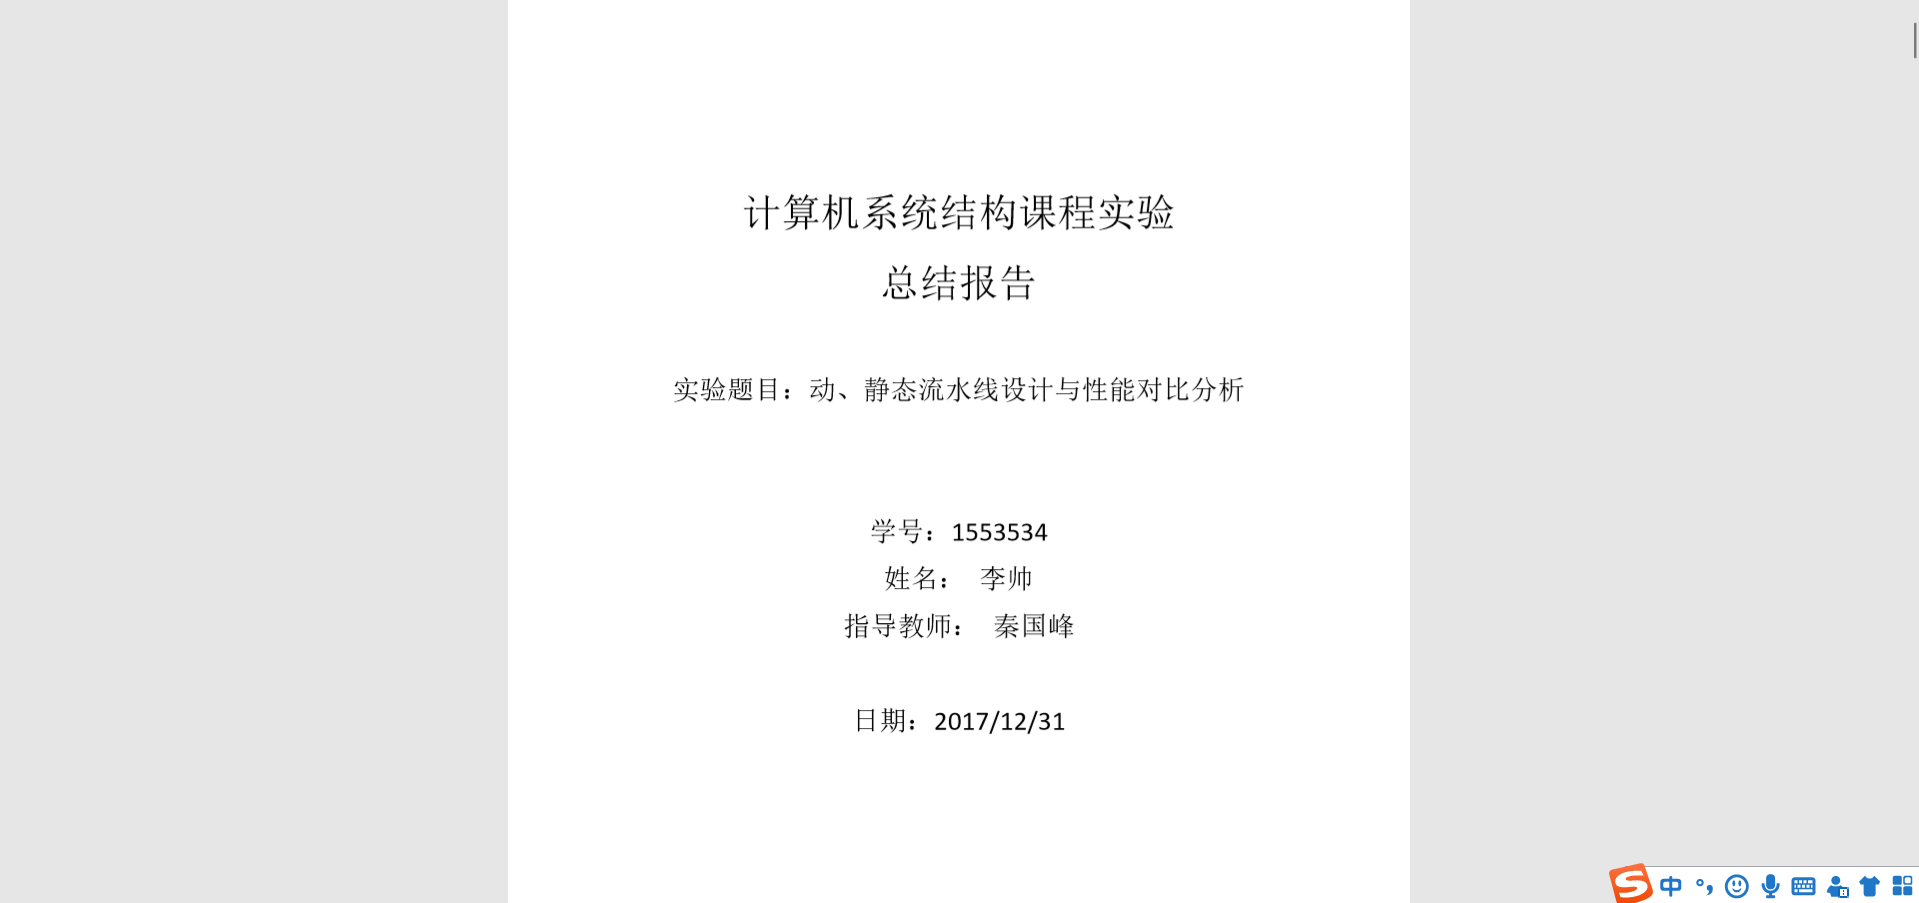 计算机系统结构课程实验
总结报告
实验题目：动、静态流水线设计与性能对比分析
学号：1553534
姓名： 李帅
指导教师： 秦国峰
日期：2017/12/31
中